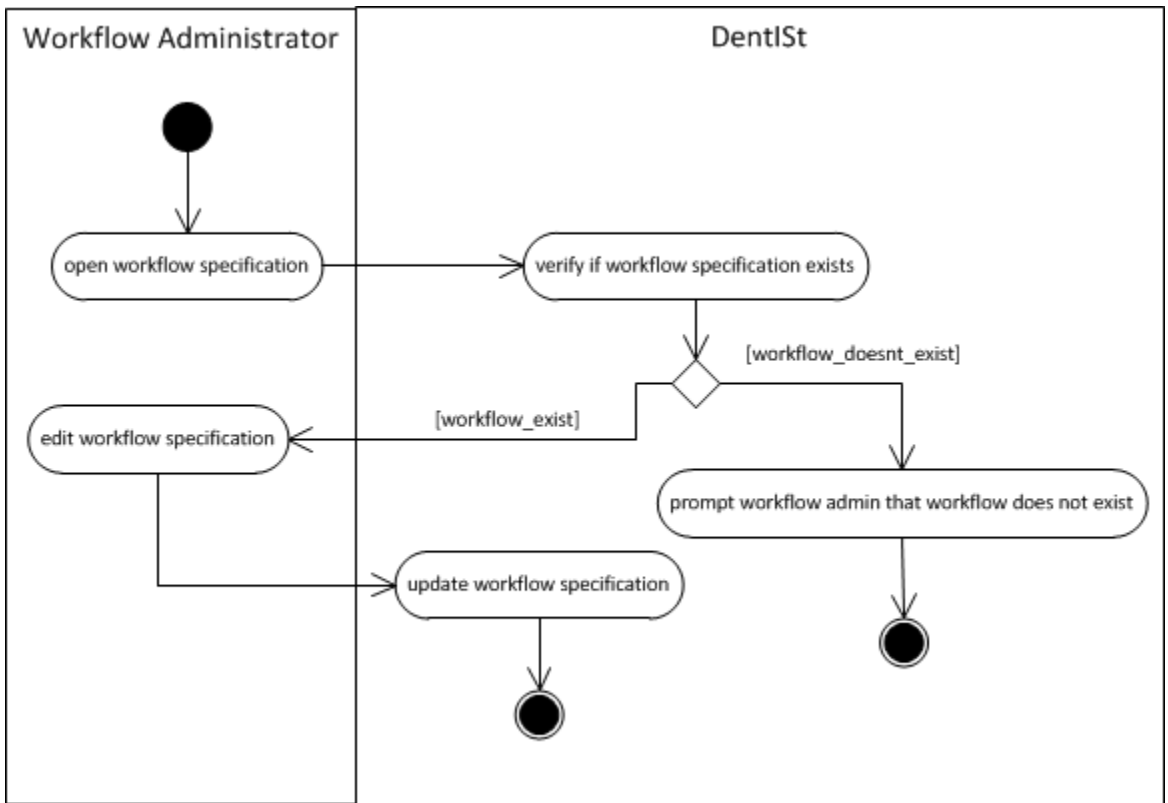 Workflow Administrator
DentISt
open workflow specification
verify if workflow specification exists
[workflow_doesnt_exist]
[workflow_exist]
edit workflow specification
prompt workflow admin that workflow does not exist
update workflow specification